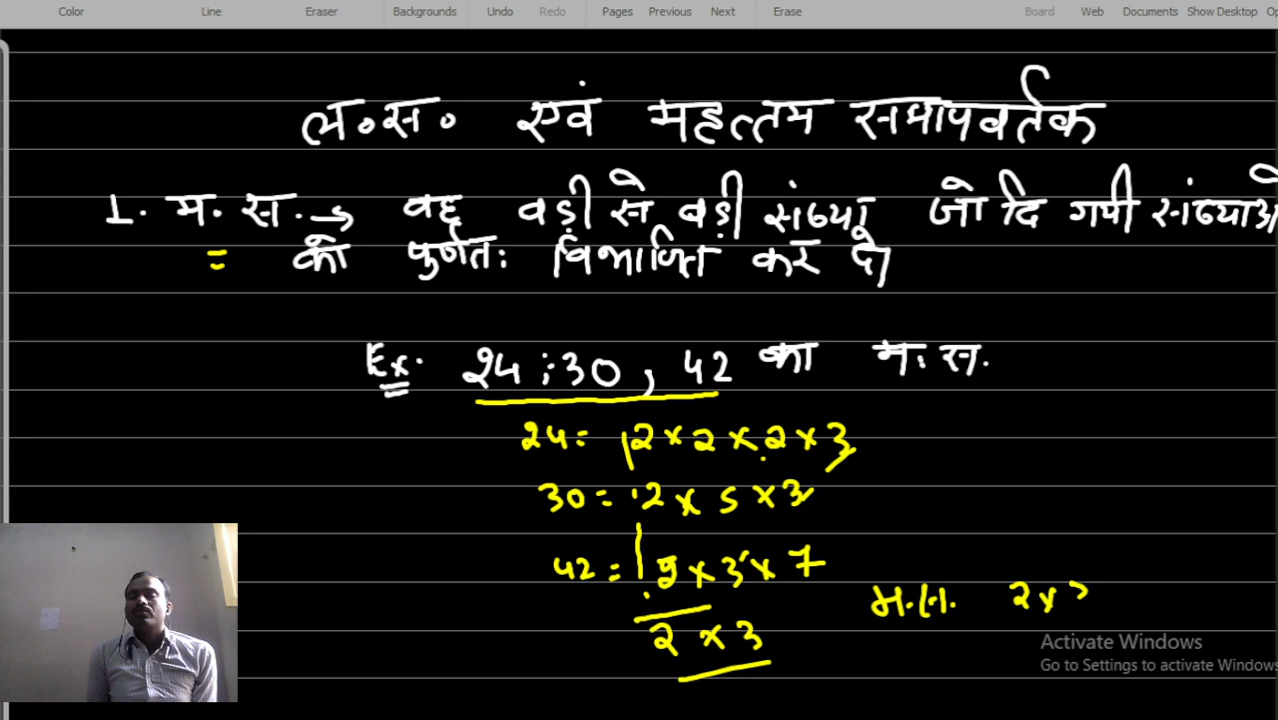 Color Line Eraser Backgrounds Undo Redo Pages Previous Next Erase Board Web Documents Show Desktop Op
ल॰स॰ एवं महत्तम समापवर्तक
1. म. स. → वह बड़ी से बड़ी संख्या जो दि गयी संख्याओ
को पुर्णतः विभाजित कर दे
Ex. 24 ; 30 , 42 का म. स.
24 = 2 × 2 × 2 × 3
30 = 2 × 5 × 3
42 = 2 × 3 × 7
म.स. 2 ×
2 × 3
Activate Windows
Go to Settings to activate Windows